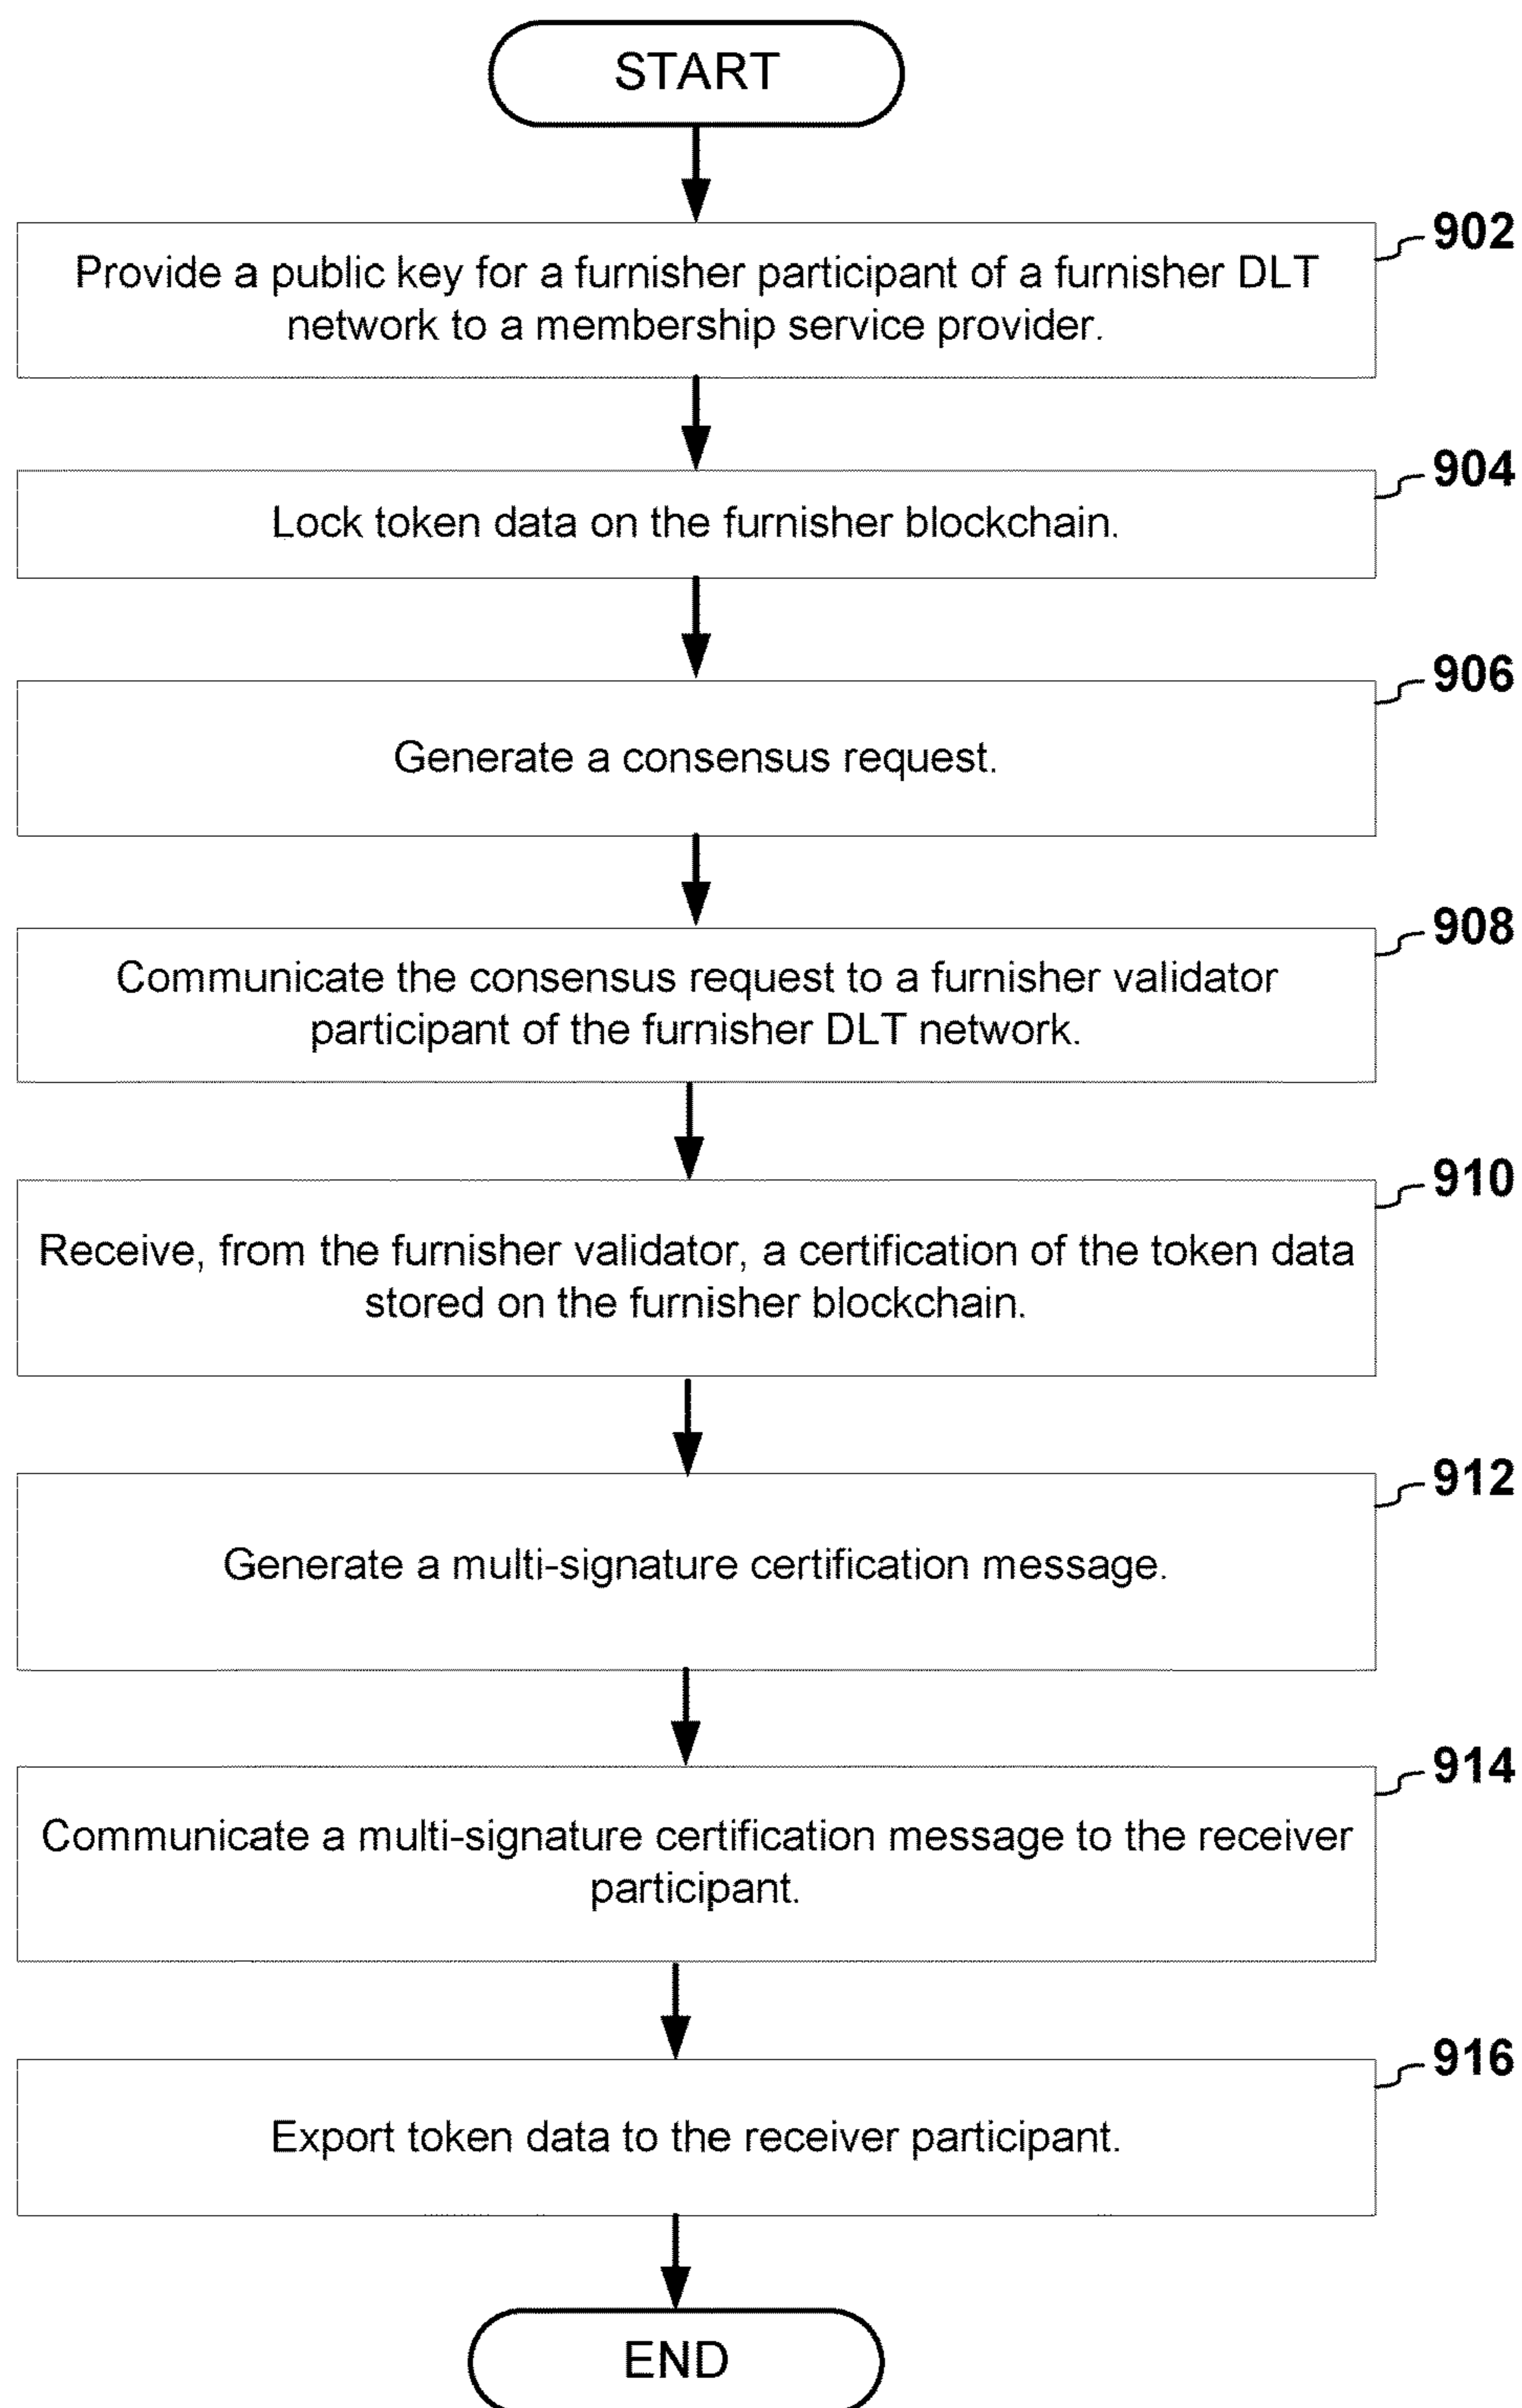 START
902
Provide a public key for a furnisher participant of a furnisher DLT
network to a membership service provider.
904
Lock token data on the furnisher blockchain.
906
Generate a consensus request.
908
Communicate the consensus request to a furnisher validator
participant of the furnisher DLT network.
910
Receive, from the furnisher validator, a certification of the token data
stored on the furnisher blockchain.
912
Generate a multi-signature certification message.
914
Communicate a multi-signature certification message to the receiver
participant.
916
Export token data to the receiver participant.
END